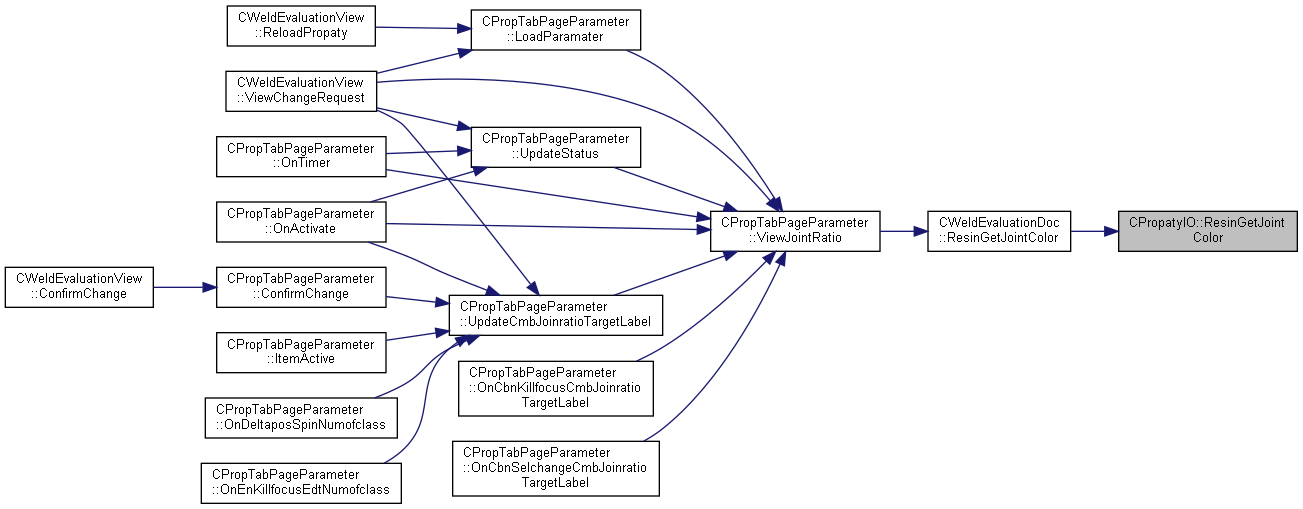 CWeldEvaluationView
::ReloadPropaty
CPropTabPageParameter
::LoadParamater
CWeldEvaluationView
::ViewChangeRequest
CPropTabPageParameter
::OnTimer
CPropTabPageParameter
::UpdateStatus
CPropTabPageParameter
::OnActivate
CPropTabPageParameter
::ViewJointRatio
CWeldEvaluationDoc
::ResinGetJointColor
CPropatyIO::ResinGetJoint
Color
CWeldEvaluationView
::ConfirmChange
CPropTabPageParameter
::ConfirmChange
CPropTabPageParameter
::UpdateCmbJoinratioTargetLabel
CPropTabPageParameter
::ItemActive
CPropTabPageParameter
::OnCbnKillfocusCmbJoinratio
TargetLabel
CPropTabPageParameter
::OnDeltaposSpinNumofclass
CPropTabPageParameter
::OnCbnSelchangeCmbJoinratio
TargetLabel
CPropTabPageParameter
::OnEnKillfocusEdtNumofclass